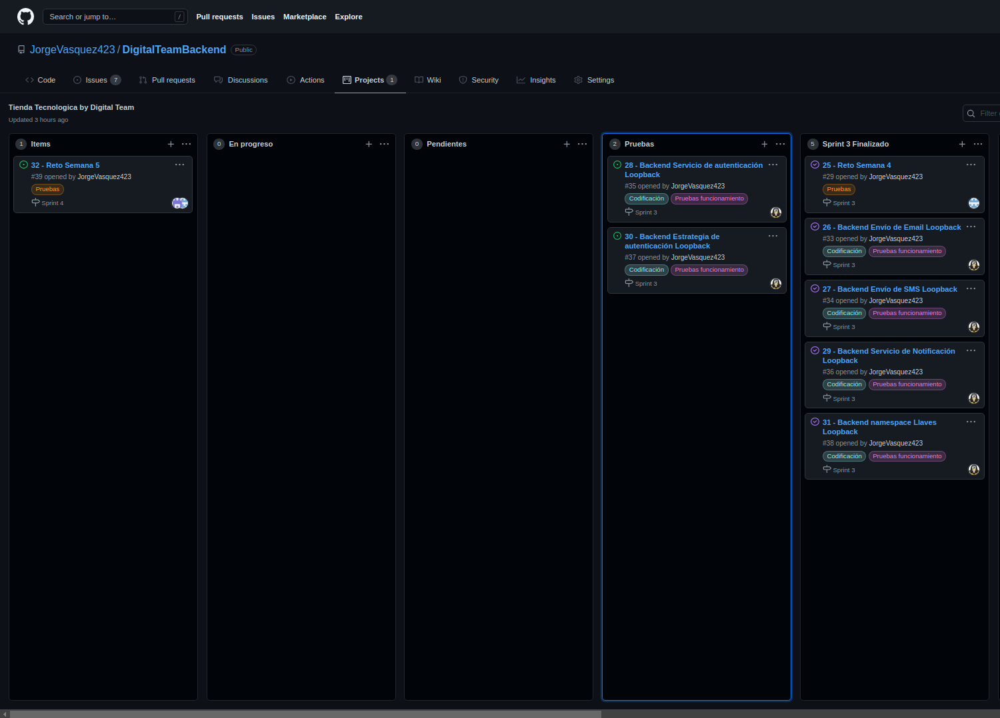 Search or jump to… /
Pull requests Issues Marketplace Explore
JorgeVasquez423 / DigitalTeamBackend Public
Code Issues 7 Pull requests Discussions Actions Projects 1 Wiki Security Insights Settings
Tienda Tecnologica by Digital Team
Updated 3 hours ago
Filter
1 Items
32 - Reto Semana 5
#39 opened by JorgeVasquez423
Pruebas
Sprint 4
0 En progreso
0 Pendientes
2 Pruebas
28 - Backend Servicio de autenticación
Loopback
#35 opened by JorgeVasquez423
Codificación Pruebas funcionamiento
Sprint 3
30 - Backend Estrategia de
autenticación Loopback
#37 opened by JorgeVasquez423
Codificación Pruebas funcionamiento
Sprint 3
5 Sprint 3 Finalizado
25 - Reto Semana 4
#29 opened by JorgeVasquez423
Pruebas
Sprint 3
26 - Backend Envío de Email Loopback
#33 opened by JorgeVasquez423
Codificación Pruebas funcionamiento
Sprint 3
27 - Backend Envío de SMS Loopback
#34 opened by JorgeVasquez423
Codificación Pruebas funcionamiento
Sprint 3
29 - Backend Servicio de Notificación
Loopback
#36 opened by JorgeVasquez423
Codificación Pruebas funcionamiento
Sprint 3
31 - Backend namespace Llaves
Loopback
#38 opened by JorgeVasquez423
Codificación Pruebas funcionamiento
Sprint 3